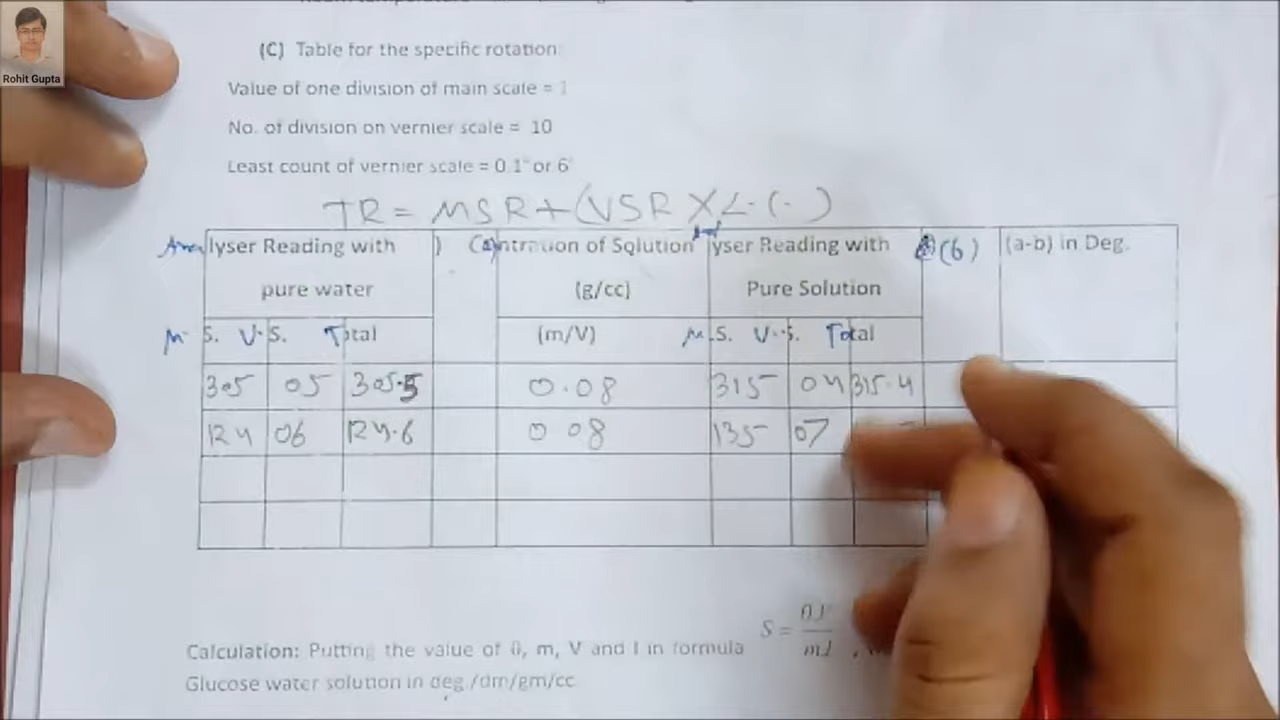 Rohit Gupta
(C) Table for the specific rotation
Value of one division of main scale = 1
No. of division on vernier scale = 10
Least count of vernier scale = 0.1° or 6'
TR = MSR + (VSR X L.C.)
Analyser Reading with pure water
(a)
Concentration of Solution (g/cc)
Analyser Reading with Pure Solution
(b)
(a-b) in Deg.
M.S. V.S. Total (m/V) M.S. V.S. Total
305 05 305.5 0.08 315 04 315.4
124 06 124.6 0.08 135 07
Calculation: Putting the value of θ, m, V and l in formula S = θV/ml ,
Glucose water solution in deg./dm/gm/cc